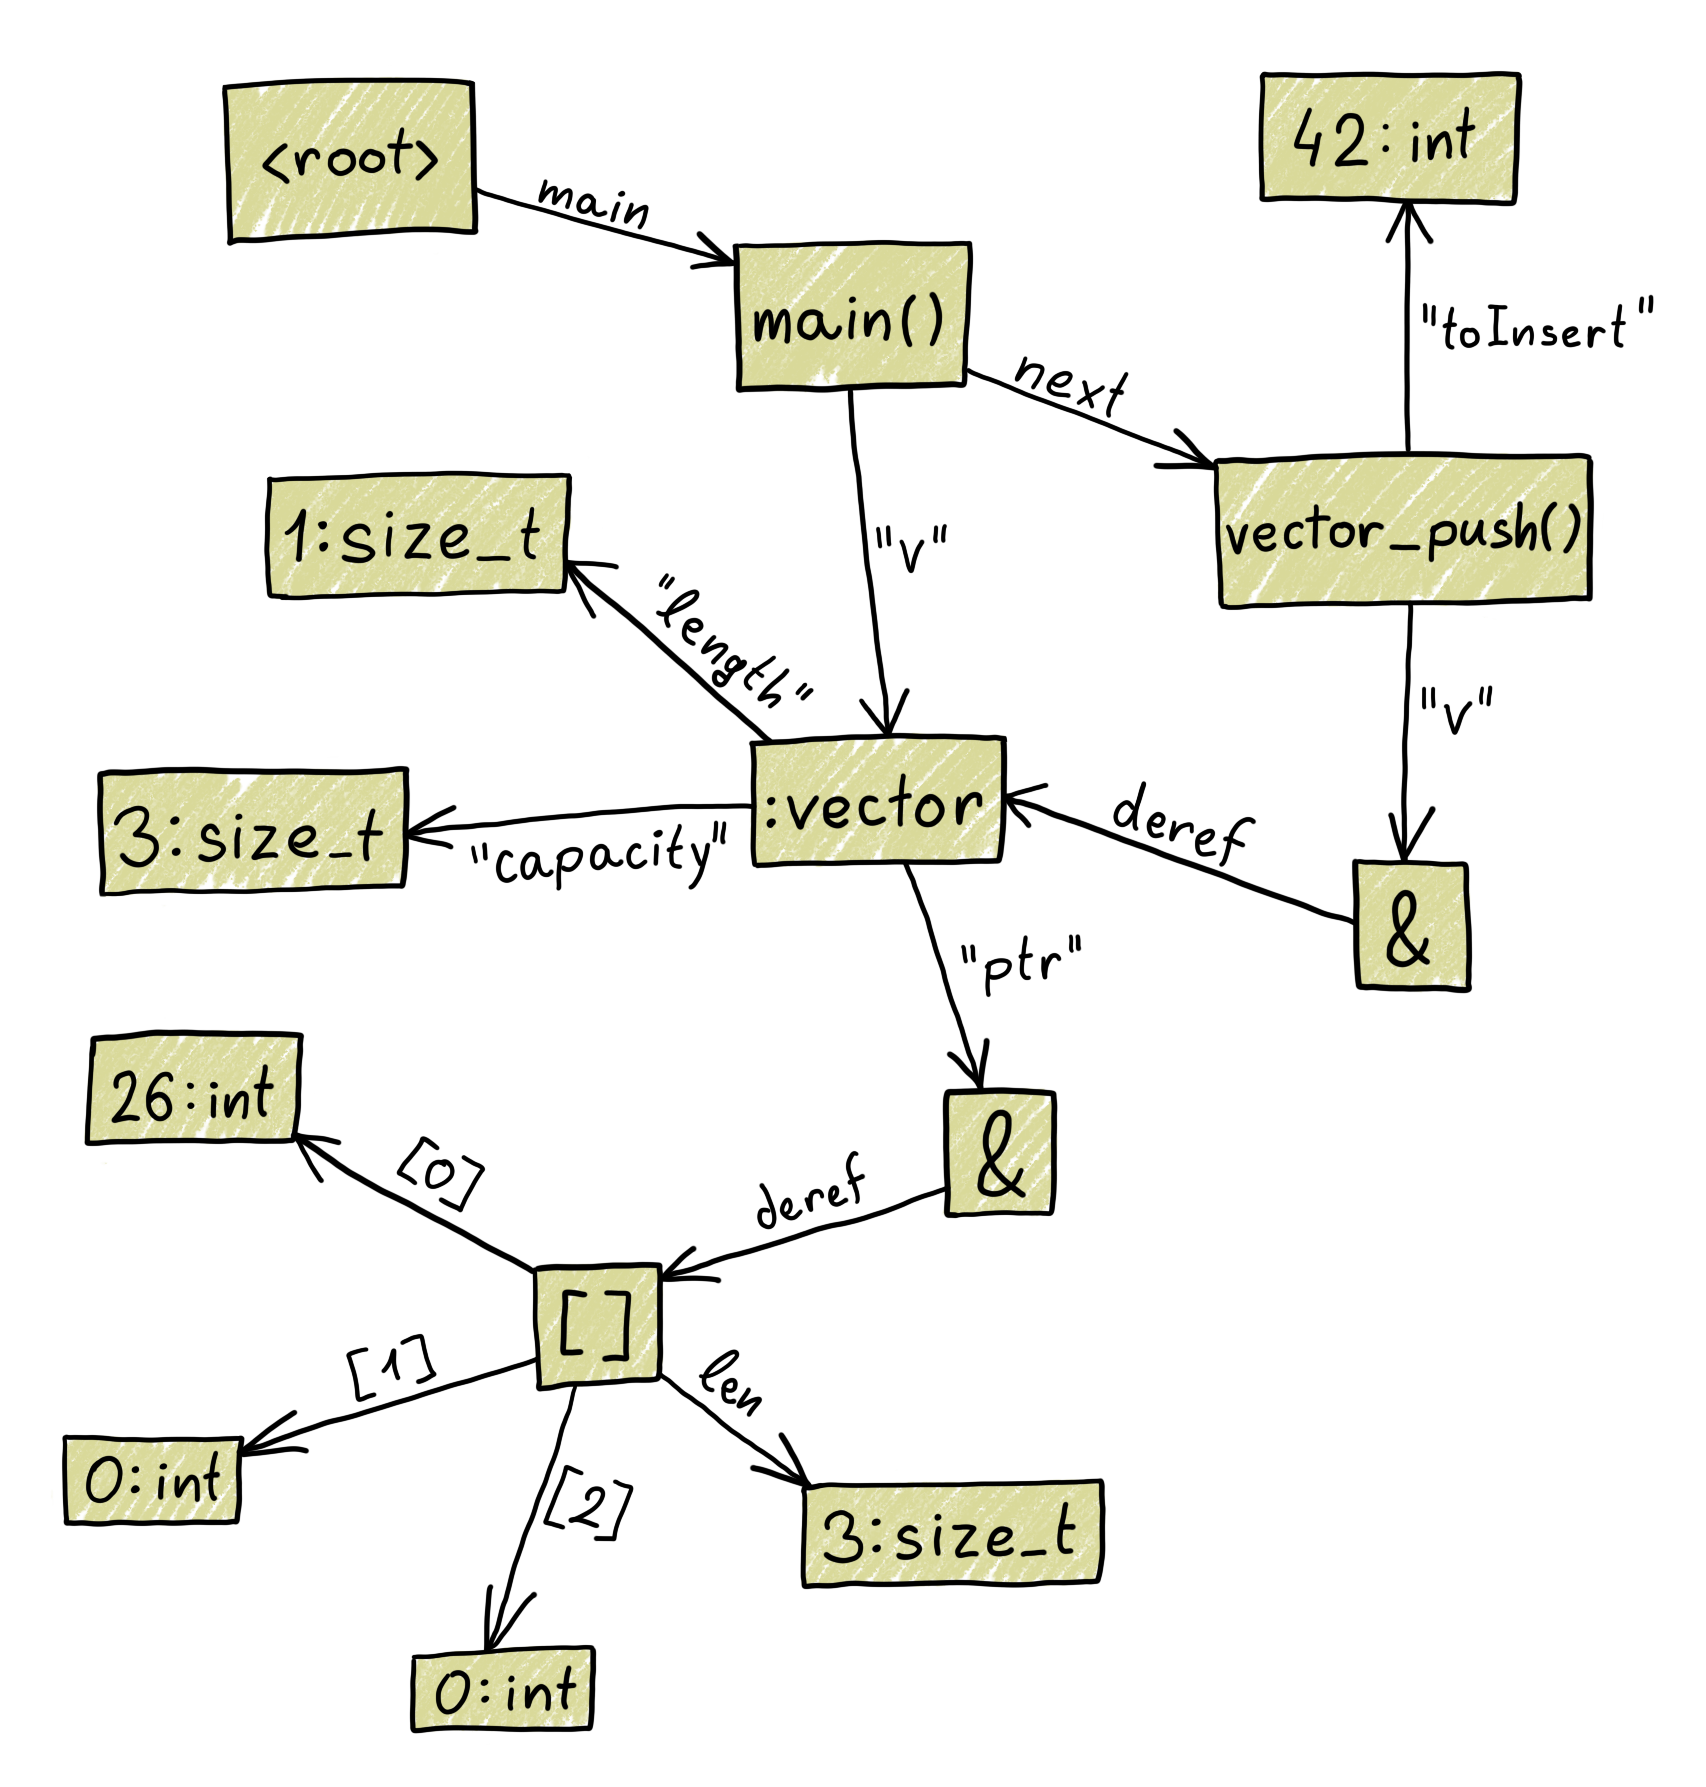 <root>
main
42:int
main()
"toInsert"
next
1:size_t
"v"
vector_push()
"length"
"v"
:vector
3:size_t
"capacity"
deref
&
"ptr"
26:int
[0]
&
deref
[]
[1]
len
0:int
[2]
3:size_t
0:int